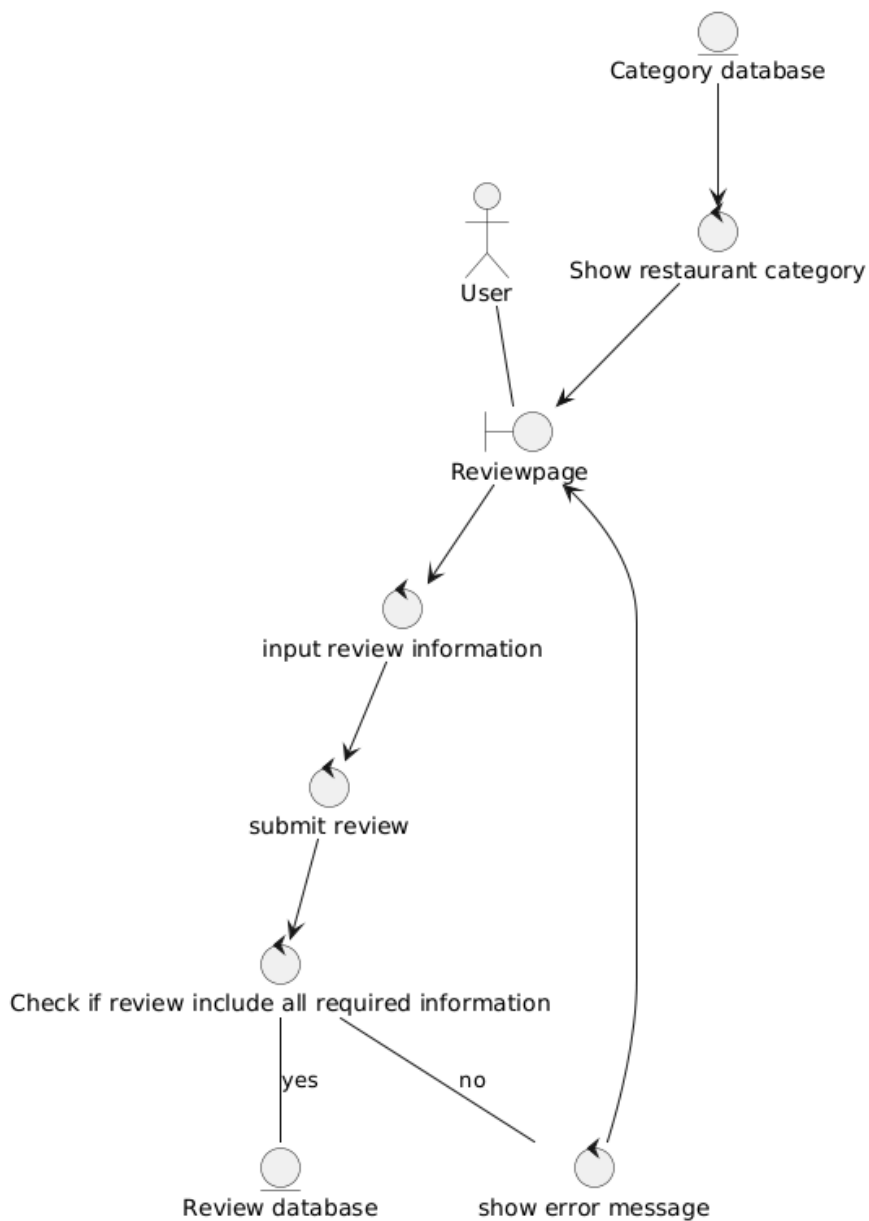 Category database
Show restaurant category
User
Reviewpage
input review information
submit review
Check if review include all required information
yes
no
Review database
show error message